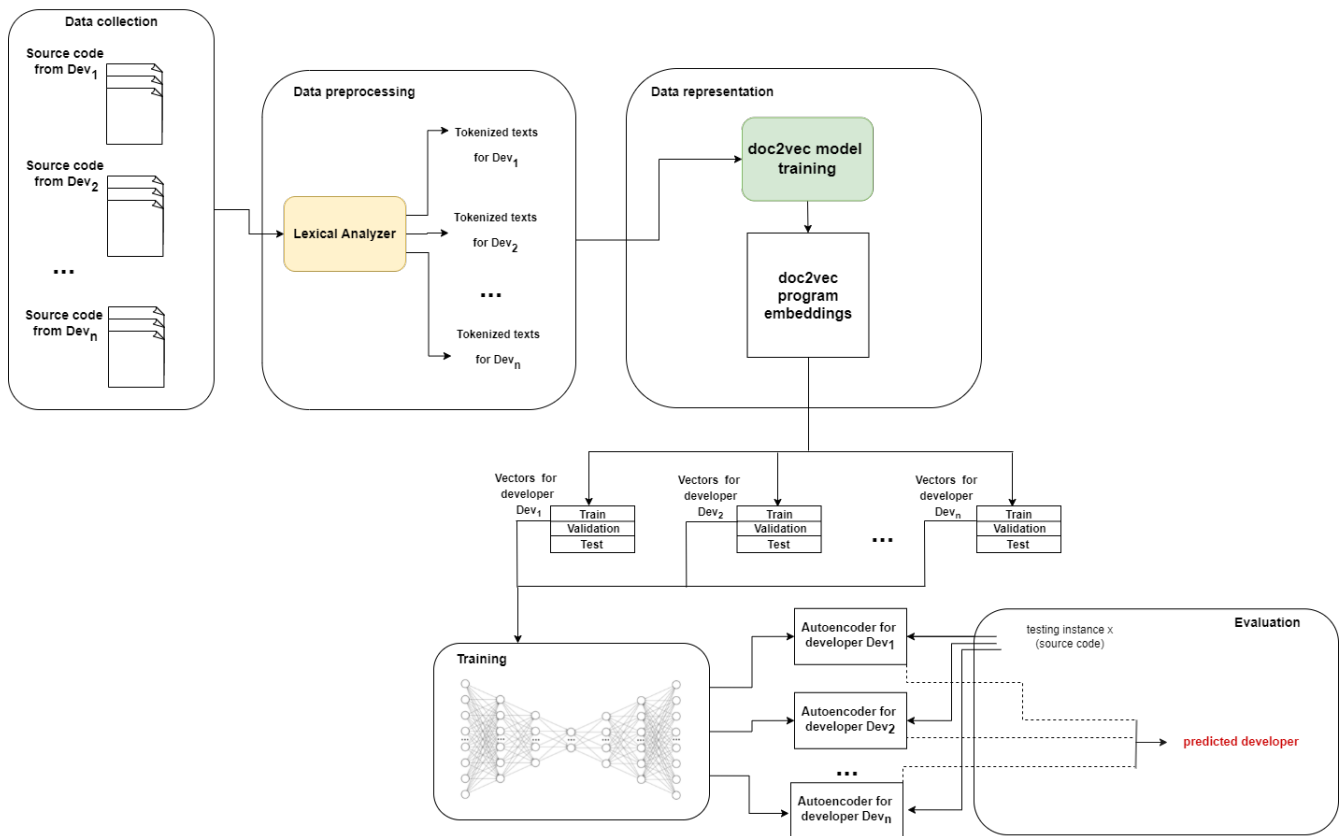 Data collection
Source code
from Dev1
Source code
from Dev2
...
Source code
from Devn
Data preprocessing
Lexical Analyzer
Tokenized texts
for Dev1
Tokenized texts
for Dev2
...
Tokenized texts
for Devn
Data representation
doc2vec model
training
doc2vec
program
embeddings
Vectors for
developer
Dev1
Train
Validation
Test
Vectors for
developer
Dev2
Train
Validation
Test
...
Vectors for
developer
Devn
Train
Validation
Test
Training
... ... ... ... ... ... ...
Autoencoder for
developer Dev1
Autoencoder for
developer Dev2
...
Autoencoder for
developer Devn
Evaluation
testing instance x
(source code)
predicted developer